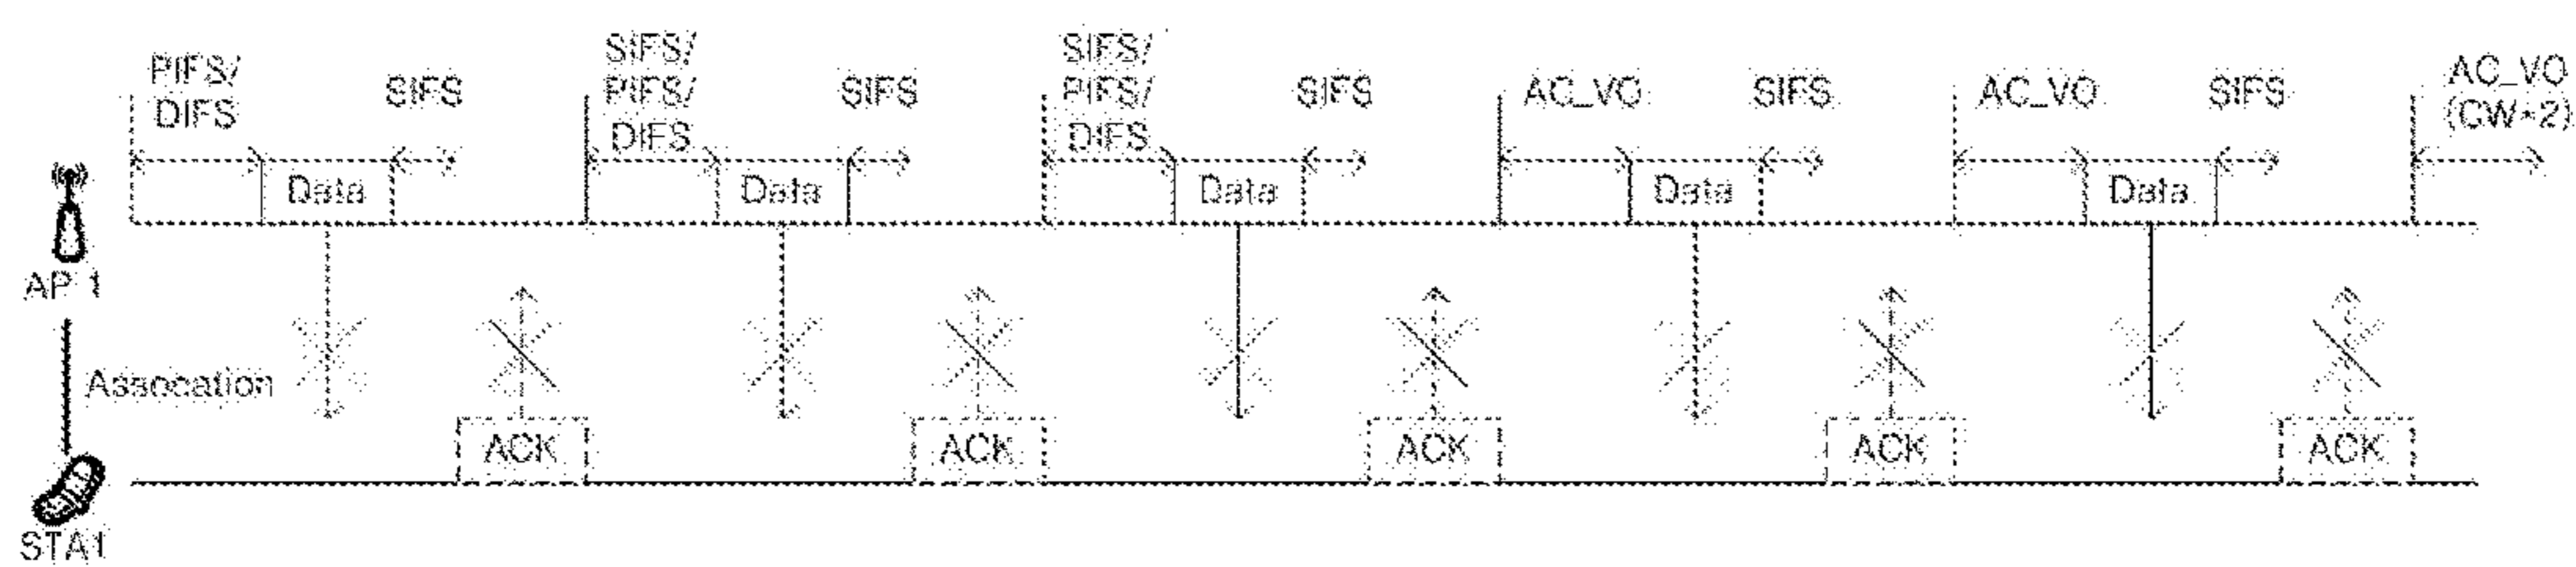 PIFS/
DIFS
SIFS
SIFS/
PIFS/
DIFS
SIFS
SIFS/
PIFS/
DIFS
SIFS
AC_VO
SIFS
AC_VO
SIFS
AC_VO
(CW*2)
Data
Data
Data
Data
Data
AP 1
Assocation
ACK
ACK
ACK
ACK
ACK
STA1